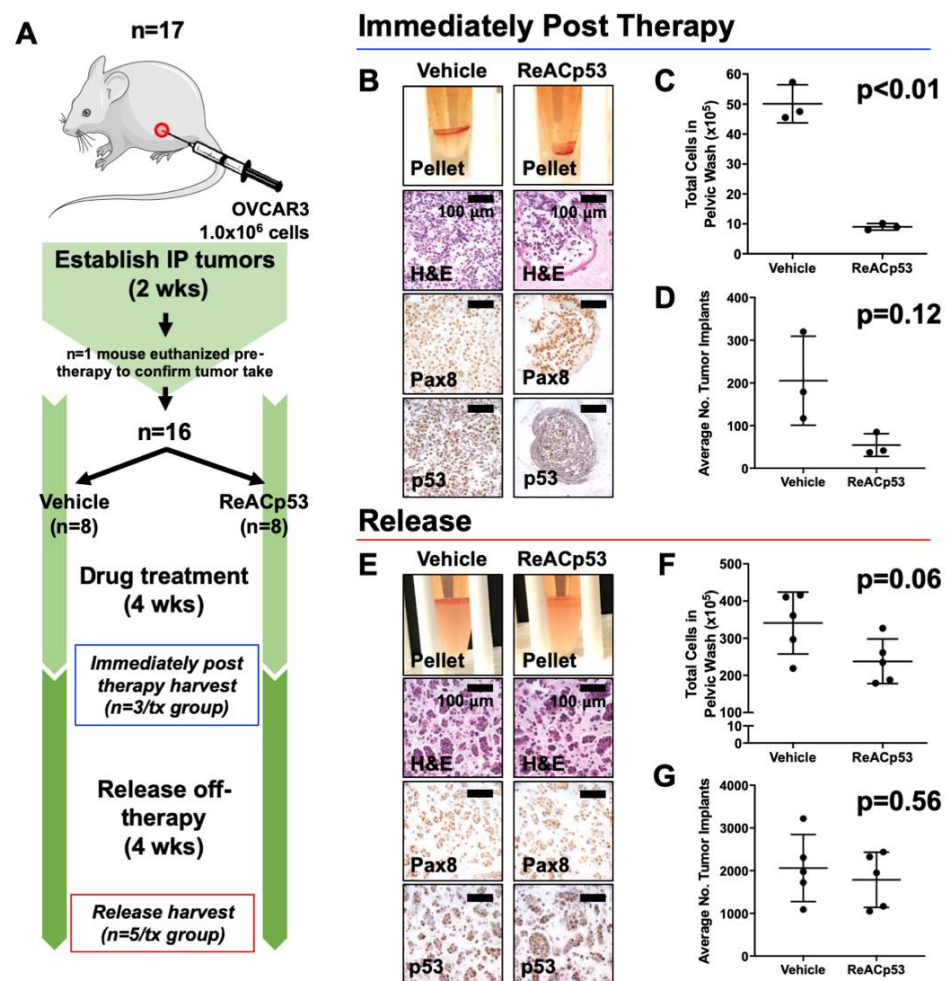 A
n=17
OVCAR3
1.0x10⁶ cells
Establish IP tumors
(2 wks)
n=1 mouse euthanized pre-
therapy to confirm tumor take
n=16
Vehicle
(n=8)
ReACp53
(n=8)
Drug treatment
(4 wks)
Immediately post
therapy harvest
(n=3/tx group)
Release off-
therapy
(4 wks)
Release harvest
(n=5/tx group)
Immediately Post Therapy
B
Vehicle
ReACp53
Pellet
Pellet
100 µm
100 µm
H&E
H&E
Pax8
Pax8
p53
p53
C
p<0.01
Total Cells in
Pelvic Wash (x10⁵)
60
50
40
30
20
10
0
Vehicle
ReACp53
D
p=0.12
Average No. Tumor Implants
400
300
200
100
0
Vehicle
ReACp53
Release
E
Vehicle
ReACp53
Pellet
Pellet
100 µm
100 µm
H&E
H&E
Pax8
Pax8
p53
p53
F
p=0.06
Total Cells in
Pelvic Wash (x10⁵)
500
400
300
200
100
10
0
Vehicle
ReACp53
G
p=0.56
Average No. Tumor Implants
4000
3000
2000
1000
0
Vehicle
ReACp53